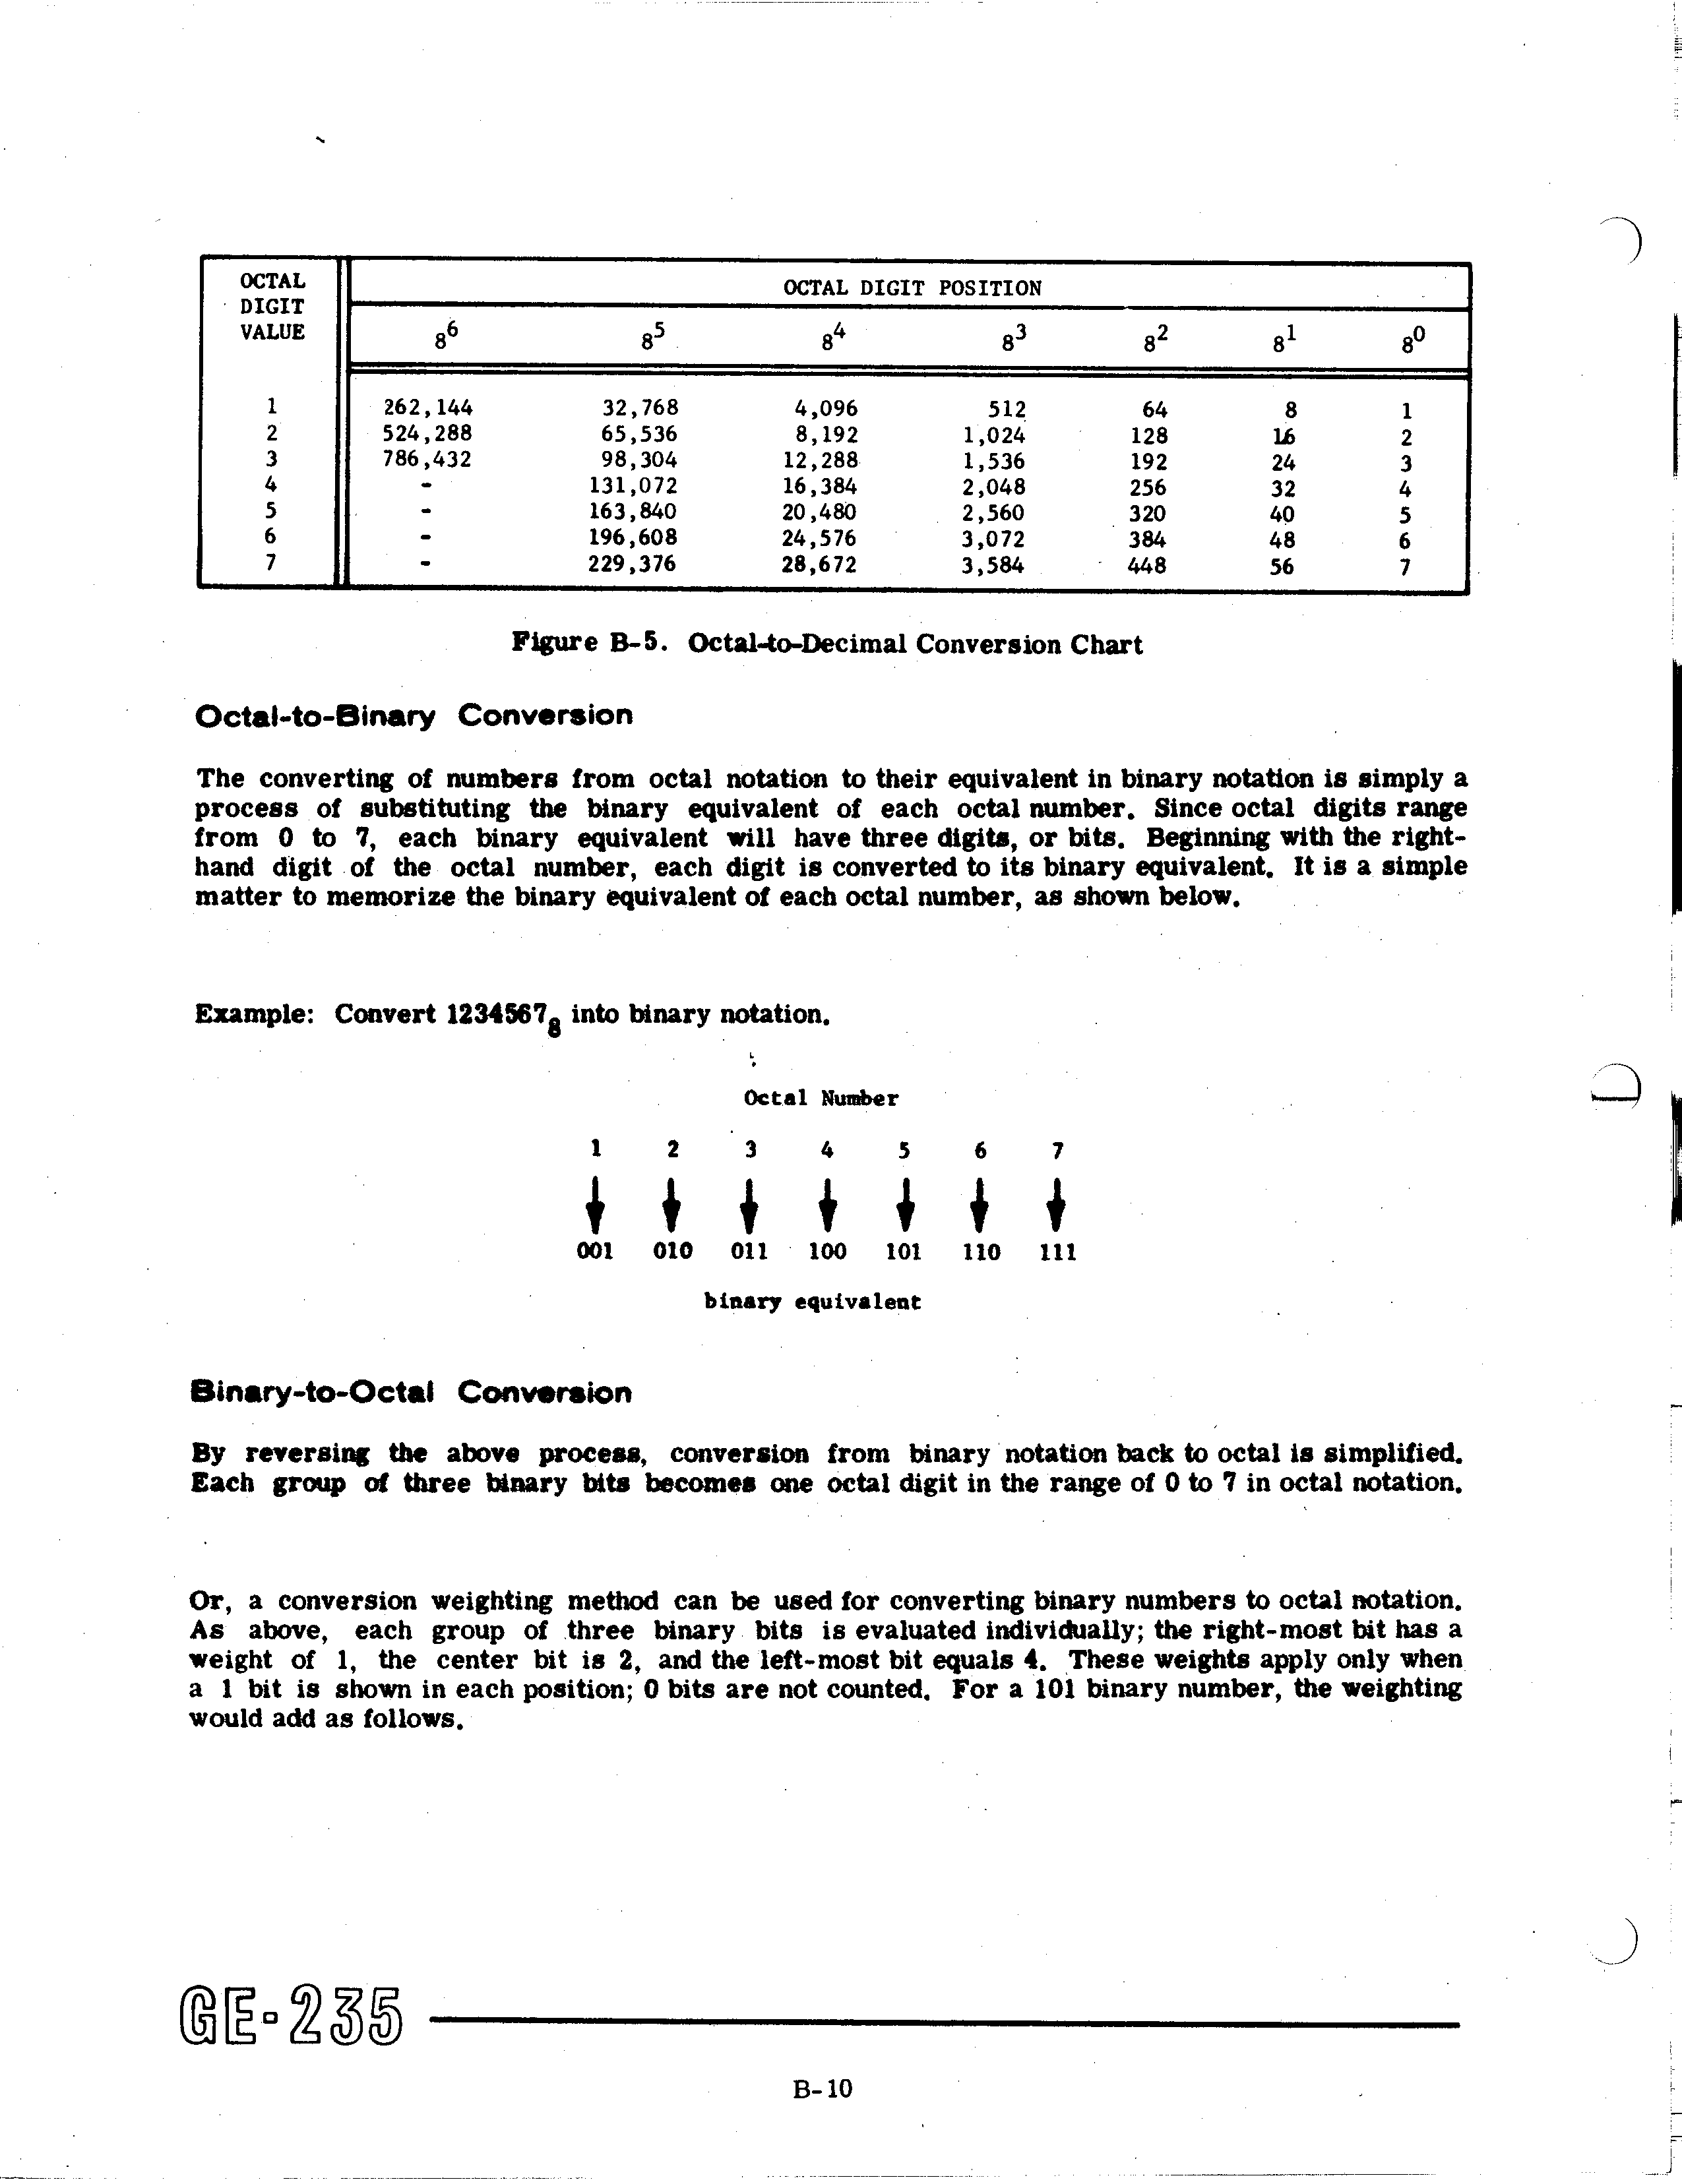 OCTAL
DIGIT
VALUE
OCTAL DIGIT POSITION
8⁶ 8⁵ 8⁴ 8³ 8² 8¹ 8⁰
1 262,144 32,768 4,096 512 64 8 1
2 524,288 65,536 8,192 1,024 128 16 2
3 786,432 98,304 12,288 1,536 192 24 3
4 - 131,072 16,384 2,048 256 32 4
5 - 163,840 20,480 2,560 320 40 5
6 - 196,608 24,576 3,072 384 48 6
7 - 229,376 28,672 3,584 448 56 7
Figure B-5. Octal-to-Decimal Conversion Chart
Octal-to-Binary Conversion
The converting of numbers from octal notation to their equivalent in binary notation is simply a
process of substituting the binary equivalent of each octal number. Since octal digits range
from 0 to 7, each binary equivalent will have three digits, or bits. Beginning with the right-
hand digit of the octal number, each digit is converted to its binary equivalent. It is a simple
matter to memorize the binary equivalent of each octal number, as shown below.
Example: Convert 1234567₈ into binary notation.
Octal Number
1 2 3 4 5 6 7
001 010 011 100 101 110 111
binary equivalent
Binary-to-Octal Conversion
By reversing the above process, conversion from binary notation back to octal is simplified.
Each group of three binary bits becomes one octal digit in the range of 0 to 7 in octal notation.
Or, a conversion weighting method can be used for converting binary numbers to octal notation.
As above, each group of three binary bits is evaluated individually; the right-most bit has a
weight of 1, the center bit is 2, and the left-most bit equals 4. These weights apply only when
a 1 bit is shown in each position; 0 bits are not counted. For a 101 binary number, the weighting
would add as follows.
GE-235
B-10